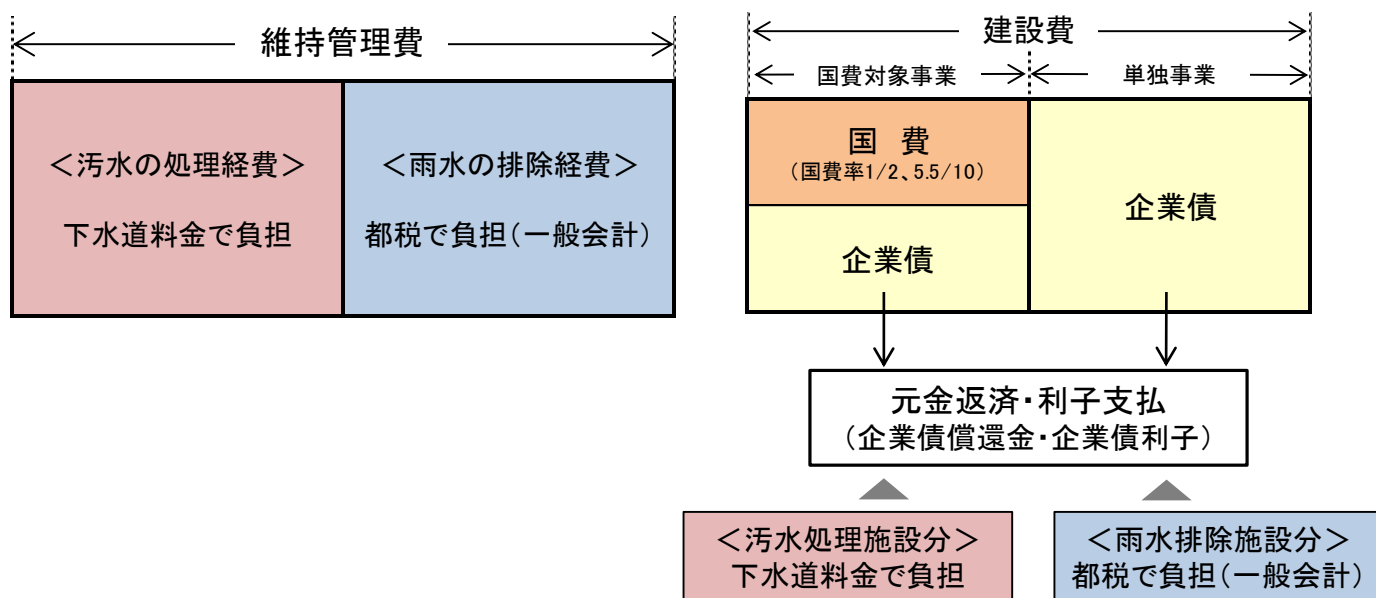 維持管理費
＜汚水の処理経費＞
下水道料金で負担
＜雨水の排除経費＞
都税で負担（一般会計）
建設費
国費対象事業
単独事業
国 費
（国費率1/2、5.5/10）
企業債
企業債
元金返済・利子支払
（企業債償還金・企業債利子）
＜汚水処理施設分＞
下水道料金で負担
＜雨水排除施設分＞
都税で負担（一般会計）